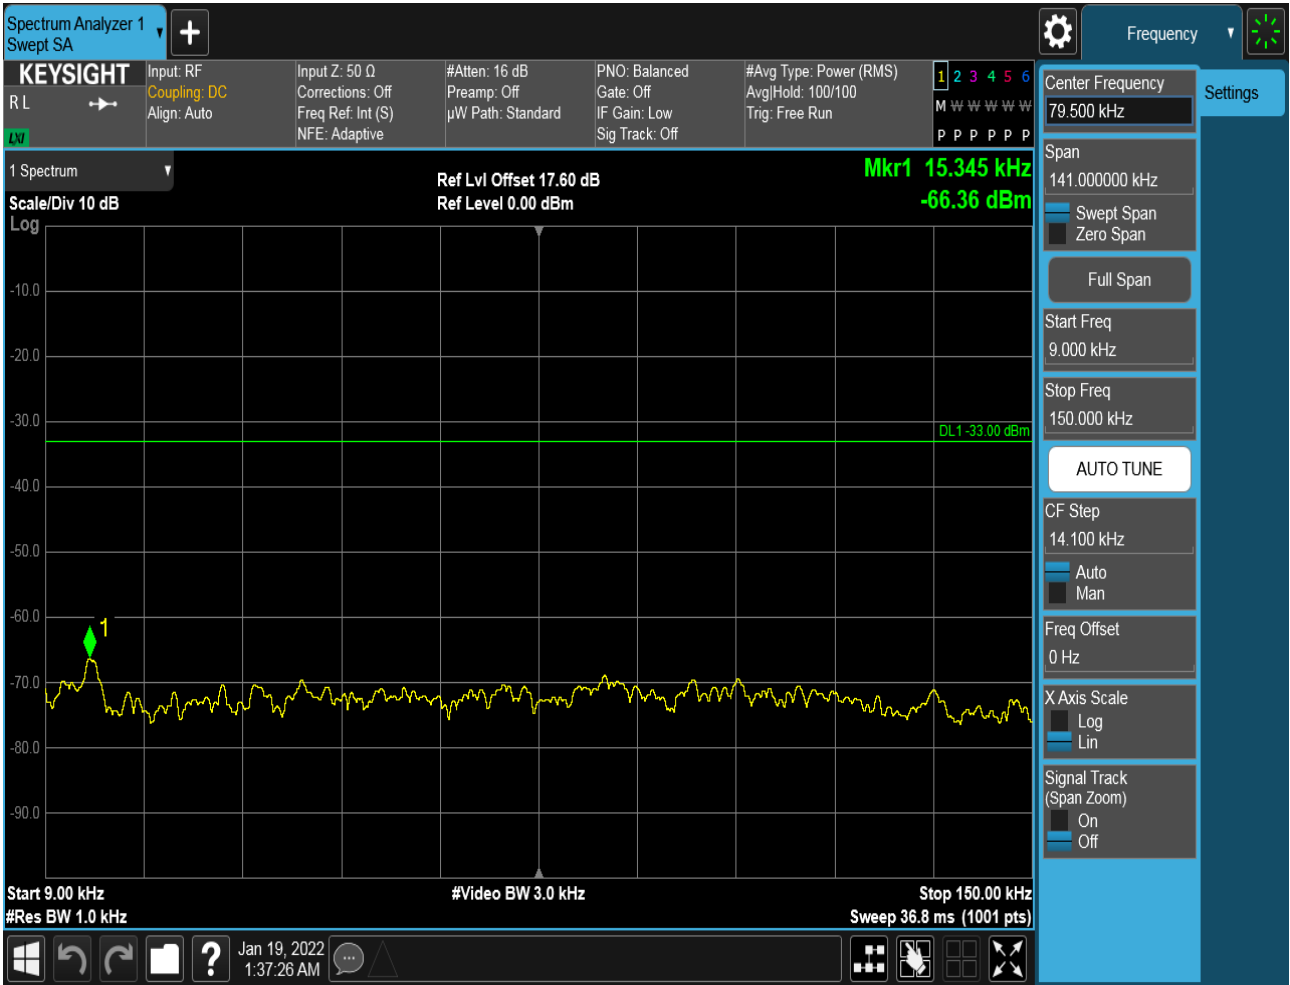 Spectrum Analyzer 1
Swept SA
Frequency
KEYSIGHT
R L
LXI
Input: RF
Coupling: DC
Align: Auto
Input Z: 50 Ω
Corrections: Off
Freq Ref: Int (S)
NFE: Adaptive
#Atten: 16 dB
Preamp: Off
µW Path: Standard
PNO: Balanced
Gate: Off
IF Gain: Low
Sig Track: Off
#Avg Type: Power (RMS)
Avg|Hold: 100/100
Trig: Free Run
1 2 3 4 5 6
M W W W W W
P P P P P P
1 Spectrum
Scale/Div 10 dB
Log
Ref Lvl Offset 17.60 dB
Ref Level 0.00 dBm
Mkr1 15.345 kHz
-66.36 dBm
-10.0
-20.0
-30.0
DL1 -33.00 dBm
-40.0
-50.0
-60.0
1
-70.0
-80.0
-90.0
Start 9.00 kHz
#Video BW 3.0 kHz
Stop 150.00 kHz
#Res BW 1.0 kHz
Sweep 36.8 ms (1001 pts)
Center Frequency
79.500 kHz
Settings
Span
141.000000 kHz
Swept Span
Zero Span
Full Span
Start Freq
9.000 kHz
Stop Freq
150.000 kHz
AUTO TUNE
CF Step
14.100 kHz
Auto
Man
Freq Offset
0 Hz
X Axis Scale
Log
Lin
Signal Track
(Span Zoom)
On
Off
?
Jan 19, 2022
1:37:26 AM